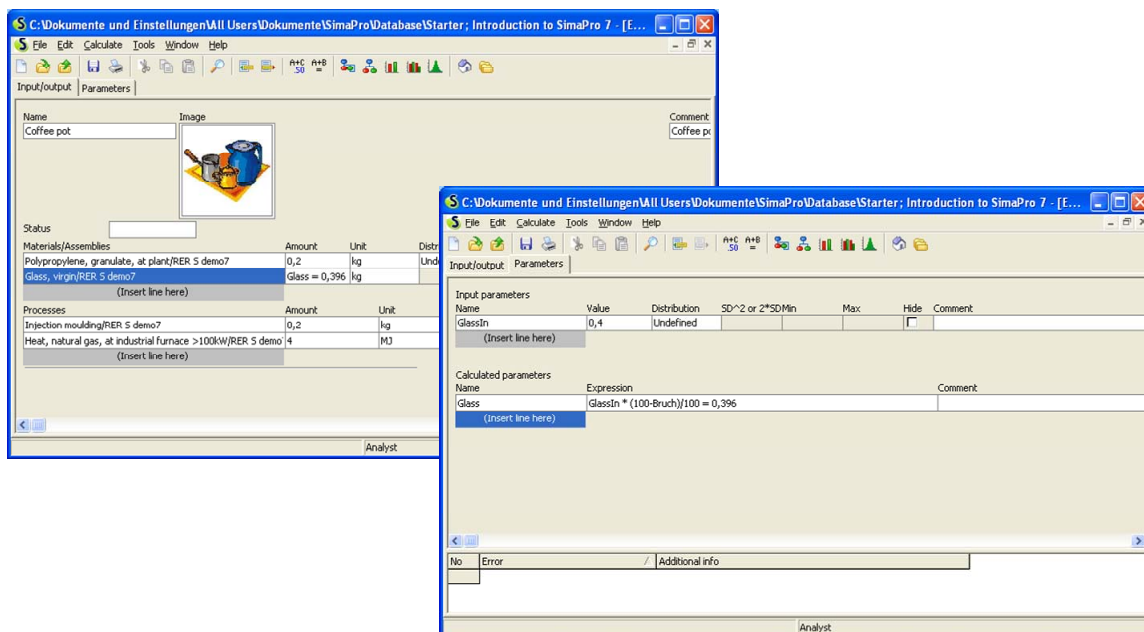 C:\Dokumente und Einstellungen\All Users\Dokumente\SimaPro\Database\Starter; Introduction to SimaPro 7 - [E...
File Edit Calculate Tools Window Help
A+C 50 A+B =
Input/output Parameters
Name Image Comment
Coffee pot Coffee po
Status
Materials/Assemblies Amount Unit Distr
Polypropylene, granulate, at plant/RER S demo7 0,2 kg Unde
Glass, virgin/RER S demo7 Glass = 0,396 kg
(Insert line here)
Processes Amount Unit
Injection moulding/RER S demo7 0,2 kg
Heat, natural gas, at industrial furnace >100kW/RER S demo 4 MJ
(Insert line here)
Analyst
C:\Dokumente und Einstellungen\All Users\Dokumente\SimaPro\Database\Starter; Introduction to SimaPro 7 - [E...
File Edit Calculate Tools Window Help
A+C 50 A+B =
Input/output Parameters
Input parameters
Name Value Distribution SD^2 or 2*SD Min Max Hide Comment
GlassIn 0,4 Undefined
(Insert line here)
Calculated parameters
Name Expression Comment
Glass GlassIn * (100-Bruch)/100 = 0,396
(Insert line here)
No Error / Additional info
Analyst